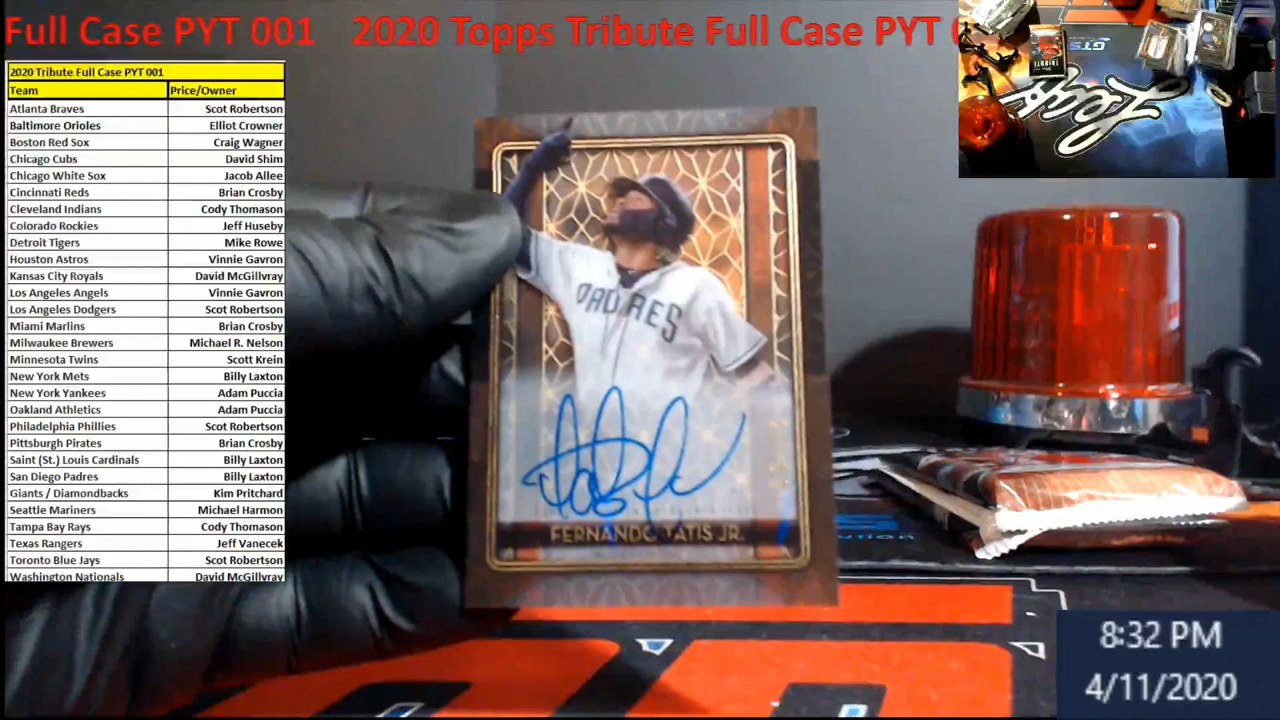 Full Case PYT 001 2020 Topps Tribute Full Case PYT
2020 Tribute Full Case PYT 001
Team Price/Owner
Atlanta Braves Scot Robertson
Baltimore Orioles Elliot Crowner
Boston Red Sox Craig Wagner
Chicago Cubs David Shim
Chicago White Sox Jacob Allee
Cincinnati Reds Brian Crosby
Cleveland Indians Cody Thomason
Colorado Rockies Jeff Huseby
Detroit Tigers Mike Rowe
Houston Astros Vinnie Gavron
Kansas City Royals David McGillvray
Los Angeles Angels Vinnie Gavron
Los Angeles Dodgers Scot Robertson
Miami Marlins Brian Crosby
Milwaukee Brewers Michael R. Nelson
Minnesota Twins Scott Krein
New York Mets Billy Laxton
New York Yankees Adam Puccia
Oakland Athletics Adam Puccia
Philadelphia Phillies Scot Robertson
Pittsburgh Pirates Brian Crosby
Saint (St.) Louis Cardinals Billy Laxton
San Diego Padres Billy Laxton
Giants / Diamondbacks Kim Pritchard
Seattle Mariners Michael Harmon
Tampa Bay Rays Cody Thomason
Texas Rangers Jeff Vanecek
Toronto Blue Jays Scot Robertson
Washington Nationals David McGillvray
PADRES
FERNANDO TATIS JR.
GTS
8:32 PM
4/11/2020